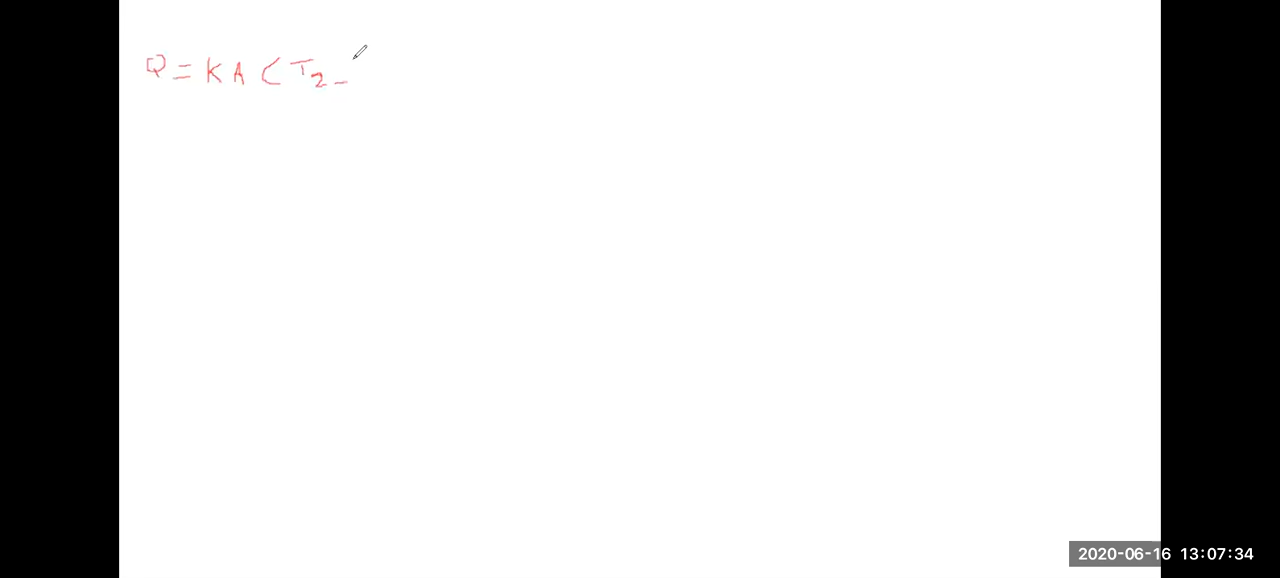 Q = K A ( T₂ -
2020-06-16 13:07:34